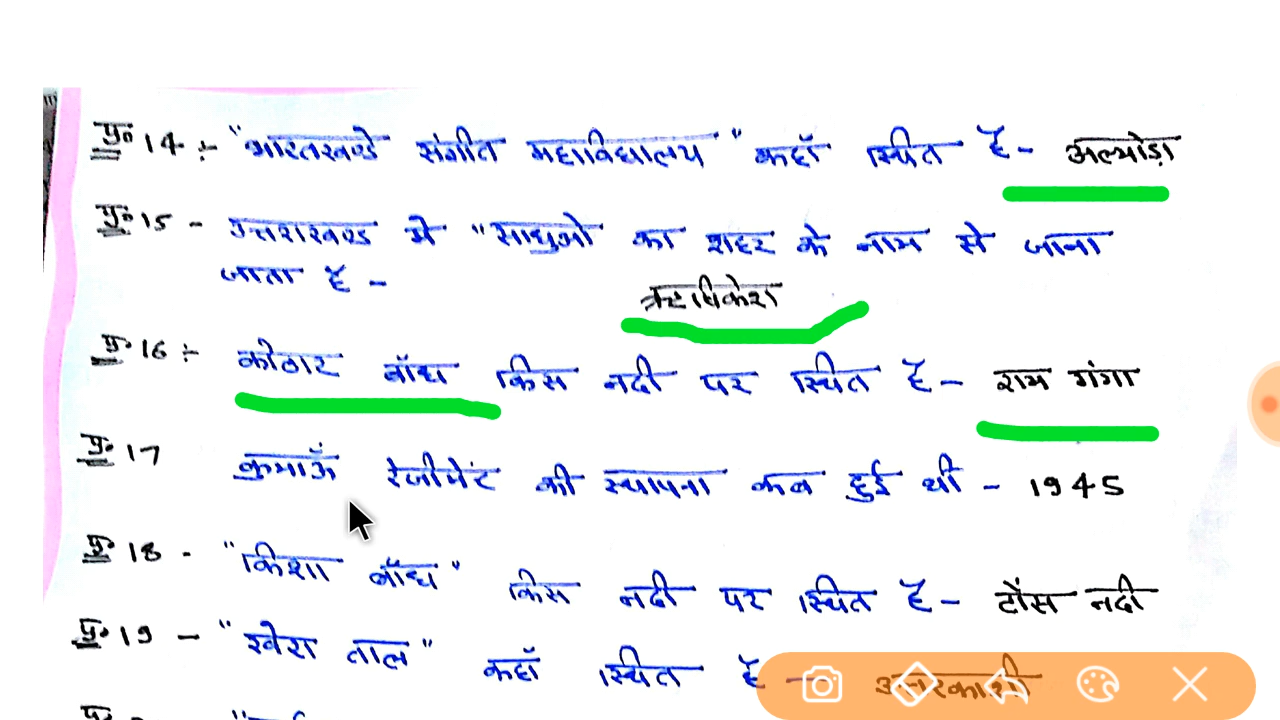 प्र० 14 ÷ "भारतखण्डे संगीत महाविद्यालय" कहाँ स्थित है - अल्मोड़ा
प्र० 15 - उत्तराखण्ड में "साधुओ का शहर के नाम से जाना
जाता है -
ऋषिकेश
प्र० 16 ÷ कोठार बाँध किस नदी पर स्थित है - राम गंगा
प्र० 17 कुमाऊँ रेजीमेंट की स्थापना कब हुई थी - 1945
प्र० 18 - "किशा बाँध" किस नदी पर स्थित है - टोंस नदी
प्र० 19 - "खेरा ताल" कहाँ स्थित है - उत्तरकाशी